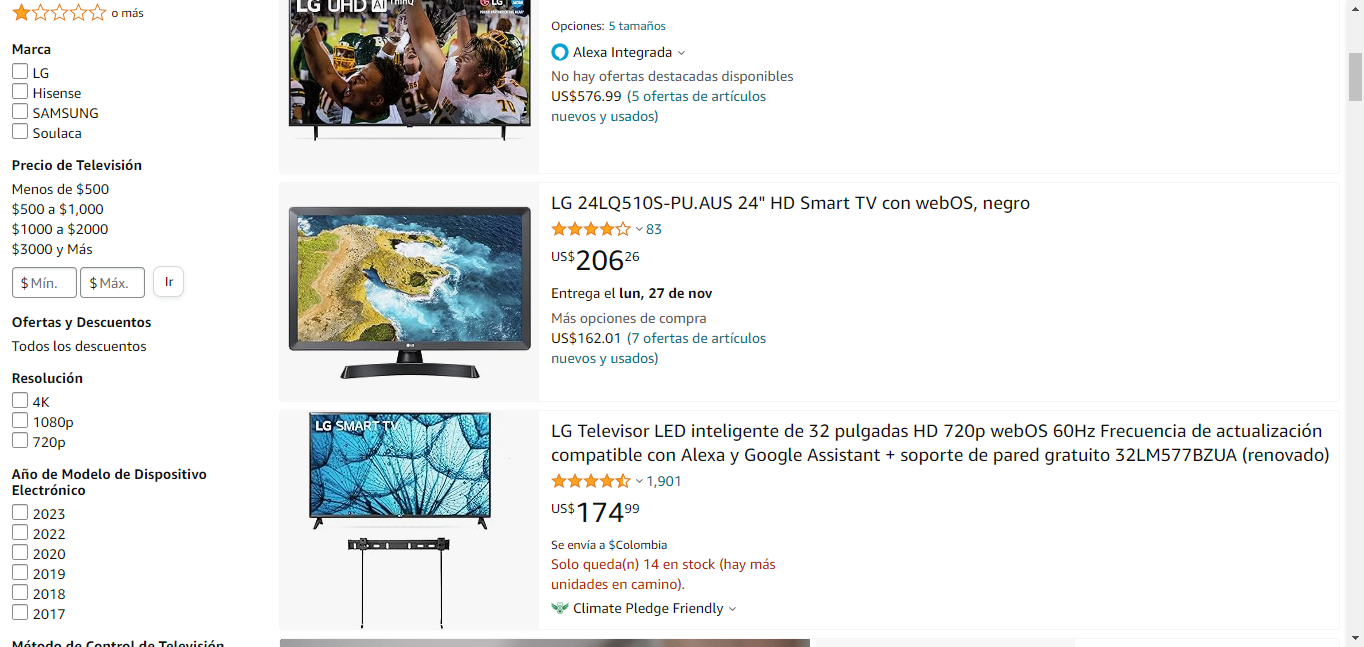 o más
Marca
LG
Hisense
SAMSUNG
Soulaca
Precio de Televisión
Menos de $500
$500 a $1,000
$1000 a $2000
$3000 y Más
$ Mín.
$ Máx.
Ir
Ofertas y Descuentos
Todos los descuentos
Resolución
4K
1080p
720p
Año de Modelo de Dispositivo
Electrónico
2023
2022
2020
2019
2018
2017
Método de Control de Televisión
LG UHD AI ThinQ
LG
70
Opciones: 5 tamaños
Alexa Integrada
No hay ofertas destacadas disponibles
US$576.99 (5 ofertas de artículos
nuevos y usados)
LG 24LQ510S-PU.AUS 24" HD Smart TV con webOS, negro
83
US$20626
Entrega el lun, 27 de nov
Más opciones de compra
US$162.01 (7 ofertas de artículos
nuevos y usados)
LG SMART TV
LG Televisor LED inteligente de 32 pulgadas HD 720p webOS 60Hz Frecuencia de actualización
compatible con Alexa y Google Assistant + soporte de pared gratuito 32LM577BZUA (renovado)
1,901
US$17499
Se envía a $Colombia
Solo queda(n) 14 en stock (hay más
unidades en camino).
Climate Pledge Friendly